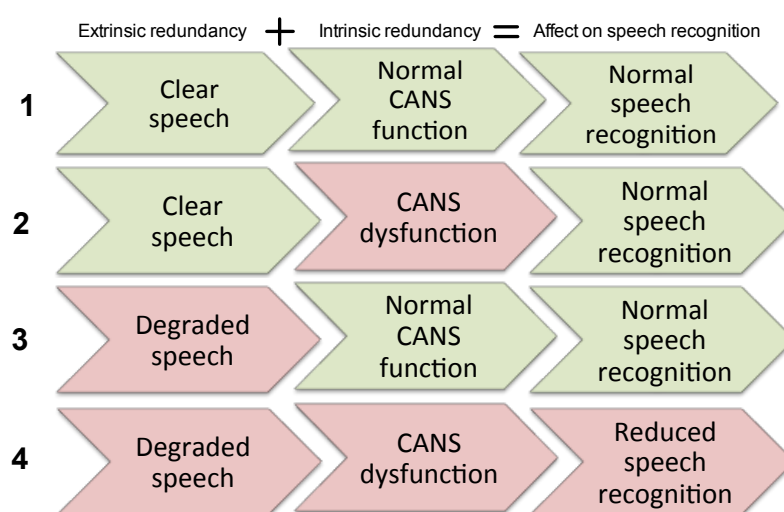 Extrinsic redundancy + Intrinsic redundancy = Affect on speech recognition
1
Clear
speech
Normal
CANS
function
Normal
speech
recognition
2
Clear
speech
CANS
dysfunction
Normal
speech
recognition
3
Degraded
speech
Normal
CANS
function
Normal
speech
recognition
4
Degraded
speech
CANS
dysfunction
Reduced
speech
recognition